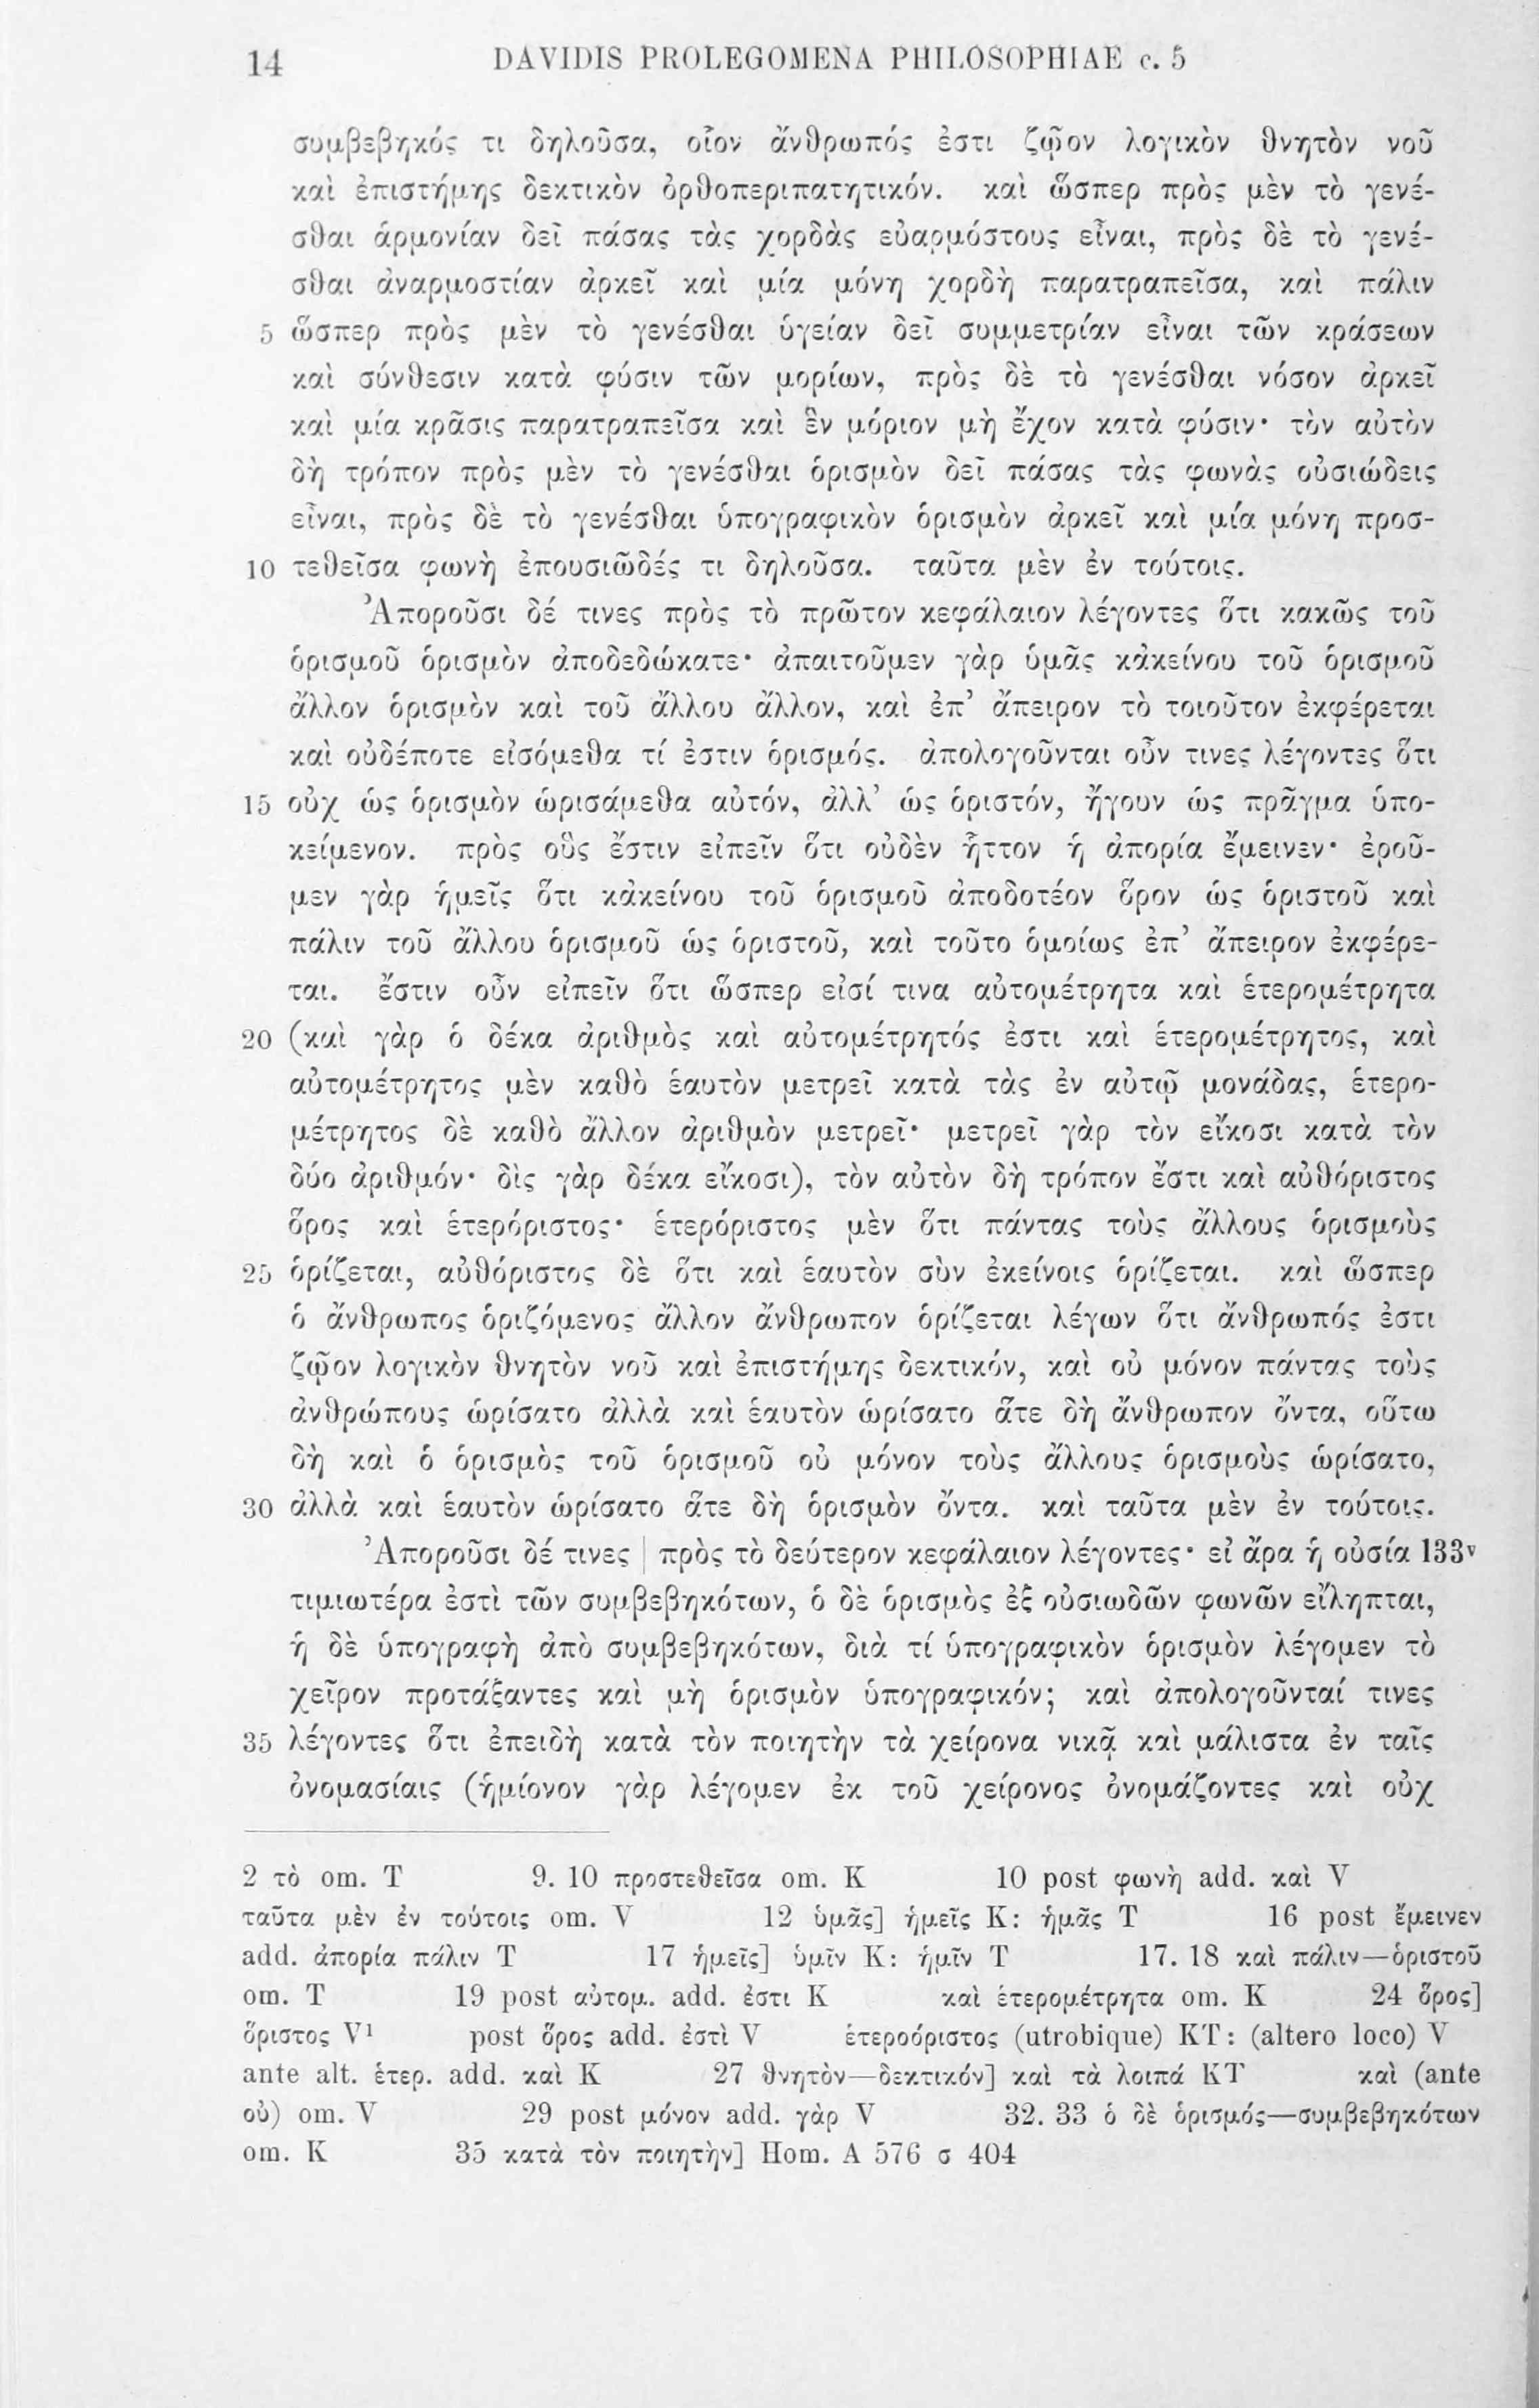 14 DAVIDIS PROLEGOMENA PHILOSOPHIAE c. 5
συμβεβηκός τι δηλοῦσα, οἷον ἄνθρωπός ἐστι ζῷον λογικὸν θνητὸν νοῦ
καὶ ἐπιστήμης δεκτικὸν ὀρθοπεριπατητικόν. καὶ ὥσπερ πρὸς μὲν τὸ γενέ-
σθαι ἁρμονίαν δεῖ πάσας τὰς χορδὰς εὐαρμόστους εἶναι, πρὸς δὲ τὸ γενέ-
σθαι ἀναρμοστίαν ἀρκεῖ καὶ μία μόνη χορδὴ παρατραπεῖσα, καὶ πάλιν
5 ὥσπερ πρὸς μὲν τὸ γενέσθαι ὑγείαν δεῖ συμμετρίαν εἶναι τῶν κράσεων
καὶ σύνθεσιν κατὰ φύσιν τῶν μορίων, πρὸς δὲ τὸ γενέσθαι νόσον ἀρκεῖ
καὶ μία κρᾶσις παρατραπεῖσα καὶ ἓν μόριον μὴ ἔχον κατὰ φύσιν· τὸν αὐτὸν
δὴ τρόπον πρὸς μὲν τὸ γενέσθαι ὁρισμὸν δεῖ πάσας τὰς φωνὰς οὐσιώδεις
εἶναι, πρὸς δὲ τὸ γενέσθαι ὑπογραφικὸν ὁρισμὸν ἀρκεῖ καὶ μία μόνη προσ-
10 τεθεῖσα φωνὴ ἐπουσιῶδές τι δηλοῦσα. ταῦτα μὲν ἐν τούτοις.
Ἀποροῦσι δέ τινες πρὸς τὸ πρῶτον κεφάλαιον λέγοντες ὅτι κακῶς τοῦ
ὁρισμοῦ ὁρισμὸν ἀποδεδώκατε· ἀπαιτοῦμεν γὰρ ὑμᾶς κἀκείνου τοῦ ὁρισμοῦ
ἄλλον ὁρισμὸν καὶ τοῦ ἄλλου ἄλλον, καὶ ἐπ’ ἄπειρον τὸ τοιοῦτον ἐκφέρεται
καὶ οὐδέποτε εἰσόμεθα τί ἐστιν ὁρισμός. ἀπολογοῦνται οὖν τινες λέγοντες ὅτι
15 οὐχ ὡς ὁρισμὸν ὡρισάμεθα αὐτόν, ἀλλ’ ὡς ὁριστόν, ἤγουν ὡς πρᾶγμα ὑπο-
κείμενον. πρὸς οὓς ἔστιν εἰπεῖν ὅτι οὐδὲν ἧττον ἡ ἀπορία ἔμεινεν· ἐροῦ-
μεν γὰρ ἡμεῖς ὅτι κἀκείνου τοῦ ὁρισμοῦ ἀποδοτέον ὅρον ὡς ὁριστοῦ καὶ
πάλιν τοῦ ἄλλου ὁρισμοῦ ὡς ὁριστοῦ, καὶ τοῦτο ὁμοίως ἐπ’ ἄπειρον ἐκφέρε-
ται. ἔστιν οὖν εἰπεῖν ὅτι ὥσπερ εἰσί τινα αὐτομέτρητα καὶ ἑτερομέτρητα
20 (καὶ γὰρ ὁ δέκα ἀριθμὸς καὶ αὐτομέτρητός ἐστι καὶ ἑτερομέτρητος, καὶ
αὐτομέτρητος μὲν καθὸ ἑαυτὸν μετρεῖ κατὰ τὰς ἐν αὐτῷ μονάδας, ἑτερο-
μέτρητος δὲ καθὸ ἄλλον ἀριθμὸν μετρεῖ· μετρεῖ γὰρ τὸν εἴκοσι κατὰ τὸν
δύο ἀριθμόν· δὶς γὰρ δέκα εἴκοσι), τὸν αὐτὸν δὴ τρόπον ἔστι καὶ αὐθόριστος
ὅρος καὶ ἑτερόριστος· ἑτερόριστος μὲν ὅτι πάντας τοὺς ἄλλους ὁρισμοὺς
25 ὁρίζεται, αὐθόριστος δὲ ὅτι καὶ ἑαυτὸν σὺν ἐκείνοις ὁρίζεται. καὶ ὥσπερ
ὁ ἄνθρωπος ὁριζόμενος ἄλλον ἄνθρωπον ὁρίζεται λέγων ὅτι ἄνθρωπός ἐστι
ζῷον λογικὸν θνητὸν νοῦ καὶ ἐπιστήμης δεκτικόν, καὶ οὐ μόνον πάντας τοὺς
ἀνθρώπους ὡρίσατο ἀλλὰ καὶ ἑαυτὸν ὡρίσατο ἅτε δὴ ἄνθρωπον ὄντα, οὕτω
δὴ καὶ ὁ ὁρισμὸς τοῦ ὁρισμοῦ οὐ μόνον τοὺς ἄλλους ὁρισμοὺς ὡρίσατο,
30 ἀλλὰ καὶ ἑαυτὸν ὡρίσατο ἅτε δὴ ὁρισμὸν ὄντα. καὶ ταῦτα μὲν ἐν τούτοις.
Ἀποροῦσι δέ τινες | πρὸς τὸ δεύτερον κεφάλαιον λέγοντες· εἰ ἄρα ἡ οὐσία 133ᵛ
τιμιωτέρα ἐστὶ τῶν συμβεβηκότων, ὁ δὲ ὁρισμὸς ἐξ οὐσιωδῶν φωνῶν εἴληπται,
ἡ δὲ ὑπογραφὴ ἀπὸ συμβεβηκότων, διὰ τί ὑπογραφικὸν ὁρισμὸν λέγομεν τὸ
χεῖρον προτάξαντες καὶ μὴ ὁρισμὸν ὑπογραφικόν; καὶ ἀπολογοῦνταί τινες
35 λέγοντες ὅτι ἐπειδὴ κατὰ τὸν ποιητὴν τὰ χείρονα νικᾷ καὶ μάλιστα ἐν ταῖς
ὀνομασίαις (ἡμίονον γὰρ λέγομεν ἐκ τοῦ χείρονος ὀνομάζοντες καὶ οὐχ
2 τὸ om. T 9. 10 προστεθεῖσα om. K 10 post φωνὴ add. καὶ V
ταῦτα μὲν ἐν τούτοις om. V 12 ὑμᾶς] ἡμεῖς K: ἡμᾶς T 16 post ἔμεινεν
add. ἀπορία πάλιν T 17 ἡμεῖς] ὑμῖν K: ἡμῖν T 17. 18 καὶ πάλιν—ὁριστοῦ
om. T 19 post αὐτομ. add. ἐστι K καὶ ἑτερομέτρητα om. K 24 ὅρος]
ὅριστος V¹ post ὅρος add. ἐστὶ V ἑτεροόριστος (utrobique) KT: (altero loco) V
ante alt. ἑτερ. add. καὶ K 27 θνητὸν—δεκτικόν] καὶ τὰ λοιπά KT καὶ (ante
οὐ) om. V 29 post μόνον add. γὰρ V 32. 33 ὁ δὲ ὁρισμός—συμβεβηκότων
om. K 35 κατὰ τὸν ποιητὴν] Hom. A 576 σ 404